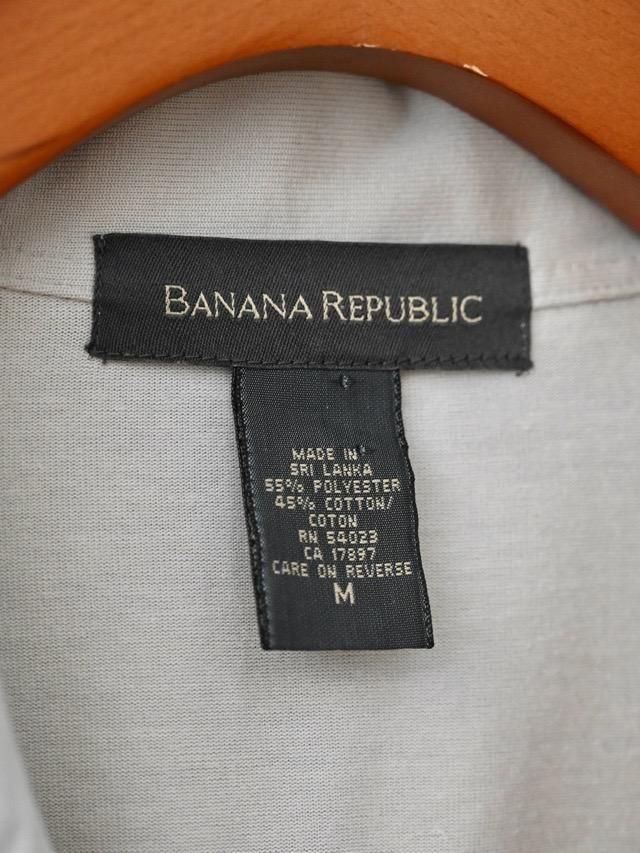 BANANA REPUBLIC
MADE IN
SRI LANKA
55% POLYESTER
45% COTTON/
COTON
RN 54023
CA 17897
CARE ON REVERSE
M